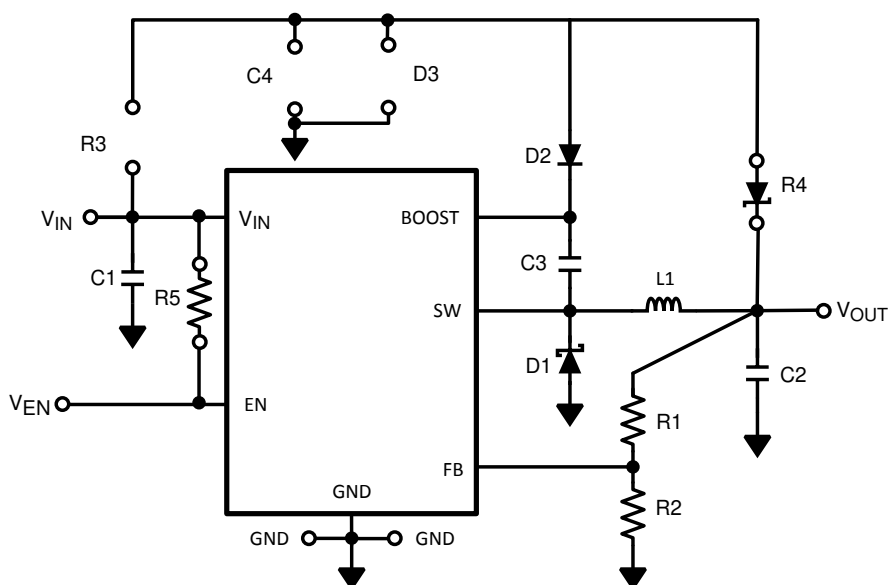 C4
D3
R3
D2
R4
VIN
VIN
BOOST
C1
R5
C3
L1
SW
VOUT
D1
C2
VEN
EN
R1
FB
GND
R2
GND
GND